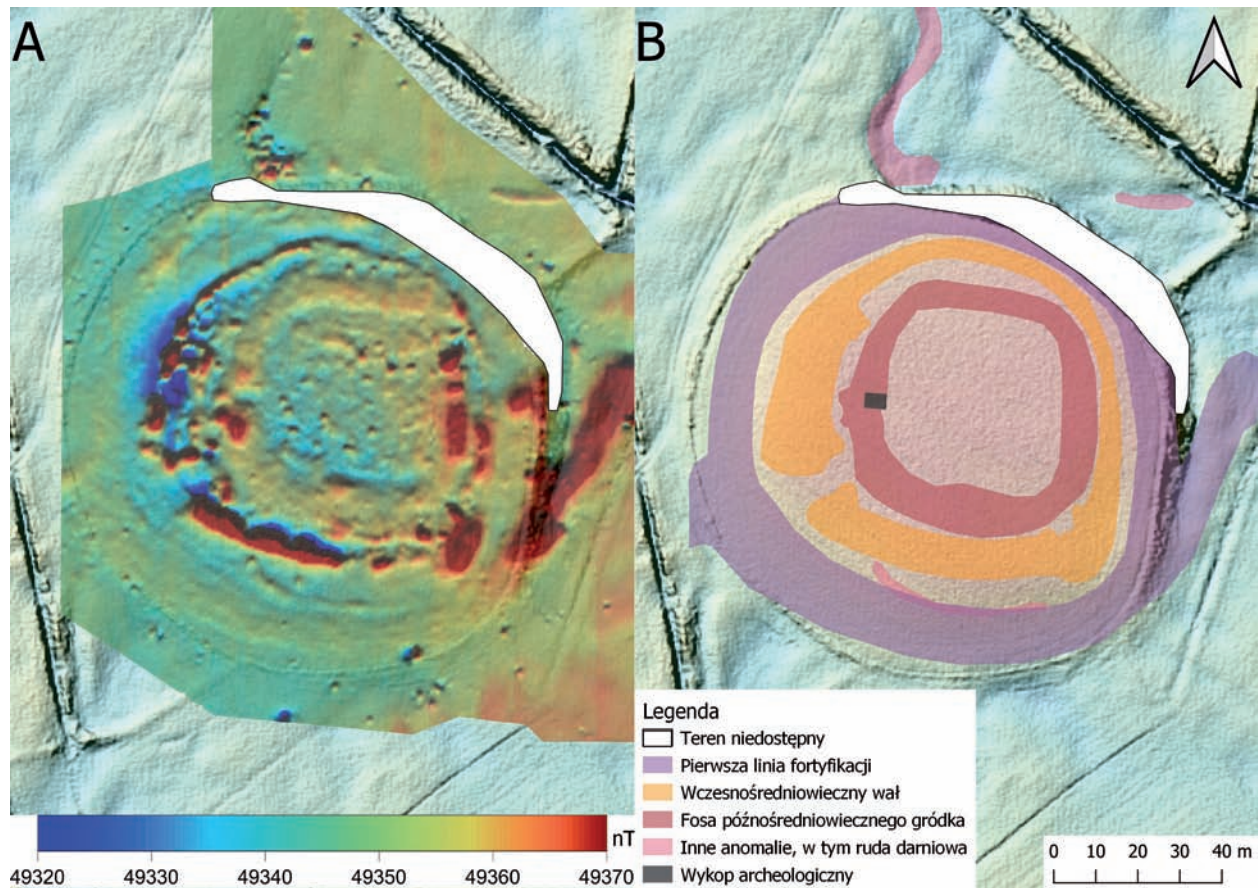 A
B
Legenda
Teren niedostępny
Pierwsza linia fortyfikacji
Wczesnośredniowieczny wał
Fosa późnośredniowiecznego gródka
Inne anomalie, w tym ruda darniowa
Wykop archeologiczny
nT
49320 49330 49340 49350 49360 49370
0 10 20 30 40 m